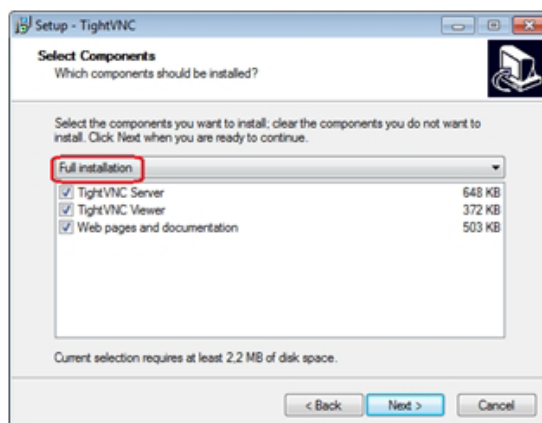 Setup - TightVNC
Select Components
Which components should be installed?
Select the components you want to install; clear the components you do not want to
install. Click Next when you are ready to continue.
Full installation
TightVNC Server 648 KB
TightVNC Viewer 372 KB
Web pages and documentation 503 KB
Current selection requires at least 2,2 MB of disk space.
< Back Next > Cancel